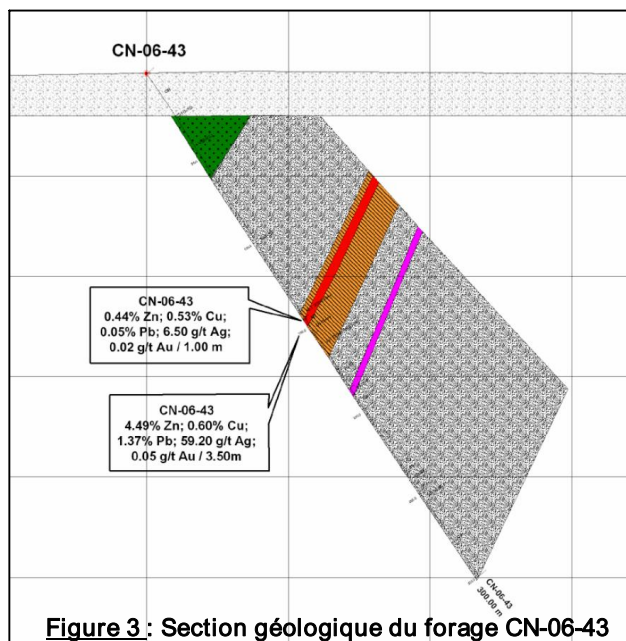 CN-06-43
CN-06-43
0.44% Zn; 0.53% Cu;
0.05% Pb; 6.50 g/t Ag;
0.02 g/t Au / 1.00 m
CN-06-43
4.49% Zn; 0.60% Cu;
1.37% Pb; 59.20 g/t Ag;
0.05 g/t Au / 3.50m
CN-06-43
300.00 m
Figure 3 : Section géologique du forage CN-06-43